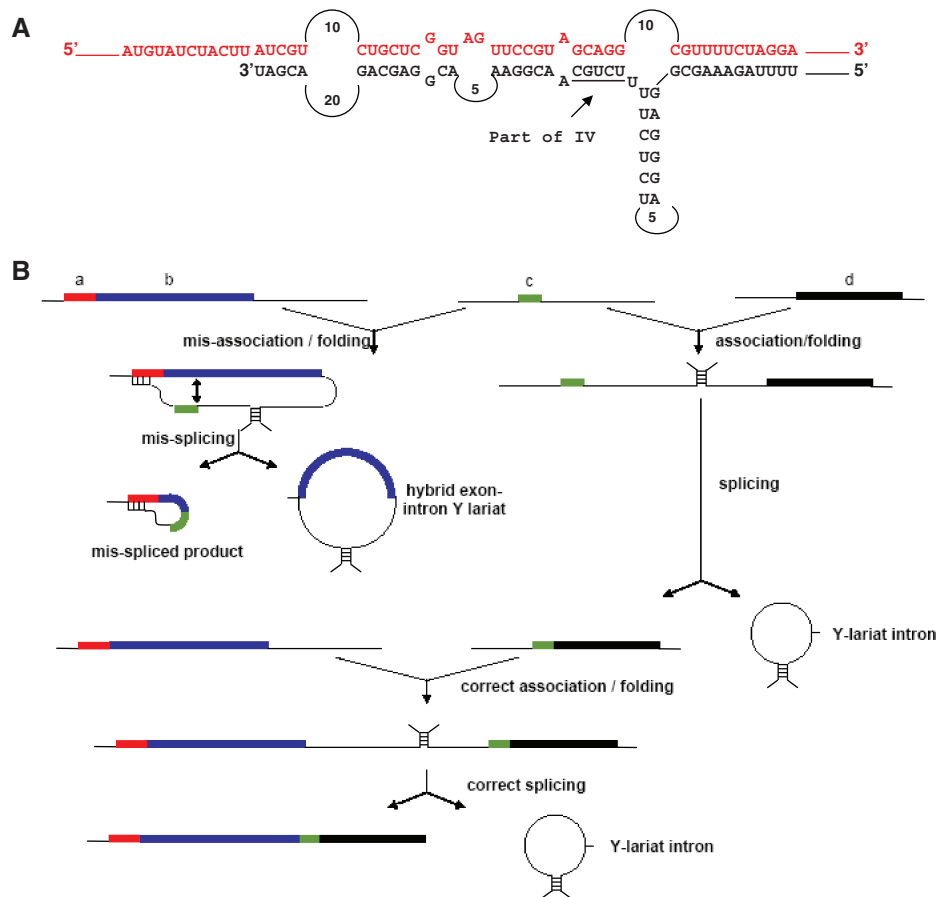 A
10 10
G AG A
5' AUGUAUCUACUU AUCGU CUGCUC GU UUCCGU GCAGG CGUUUUCUAGGA 3'
3'UAGCA GACGAG CA AAGGCA CGUCU U GCGAAAGAUUUU 5'
G A
20 5
UG
Part of IV
UA
AC
UG
GU
CG
UA
5
B
a b c d
mis-association / folding
association/folding
mis-splicing
hybrid exon-
intron Y lariat
splicing
mis-spliced product
Y-lariat intron
correct association / folding
correct splicing
Y-lariat intron